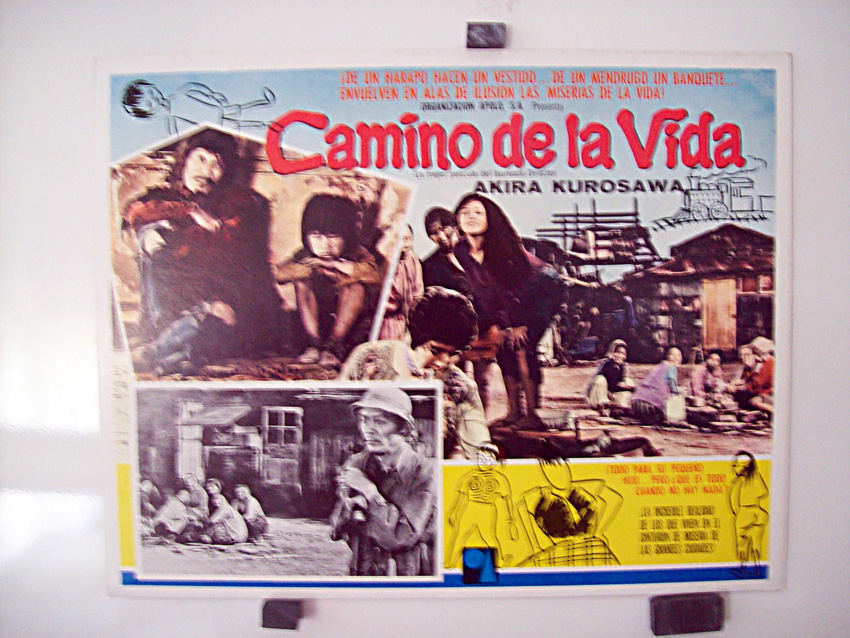 ¡DE UN HARAPO HACEN UN VESTIDO... DE UN MENDRUGO UN BANQUETE...
ENVUELVEN EN ALAS DE ILUSION LAS MISERIAS DE LA VIDA!
ORGANIZACION APOLO, S.A. Presenta
Camino de la Vida
AKIRA KUROSAWA
¡TODO PARA SU PEQUEÑO
HIJO... PERO ¿QUE ES TODO
CUANDO NO HAY NADA?
¡LA INCREIBLE REALIDAD
DE LOS QUE VIVEN EN EL
CINTURON DE MISERIA DE
LAS GRANDES CIUDADES!